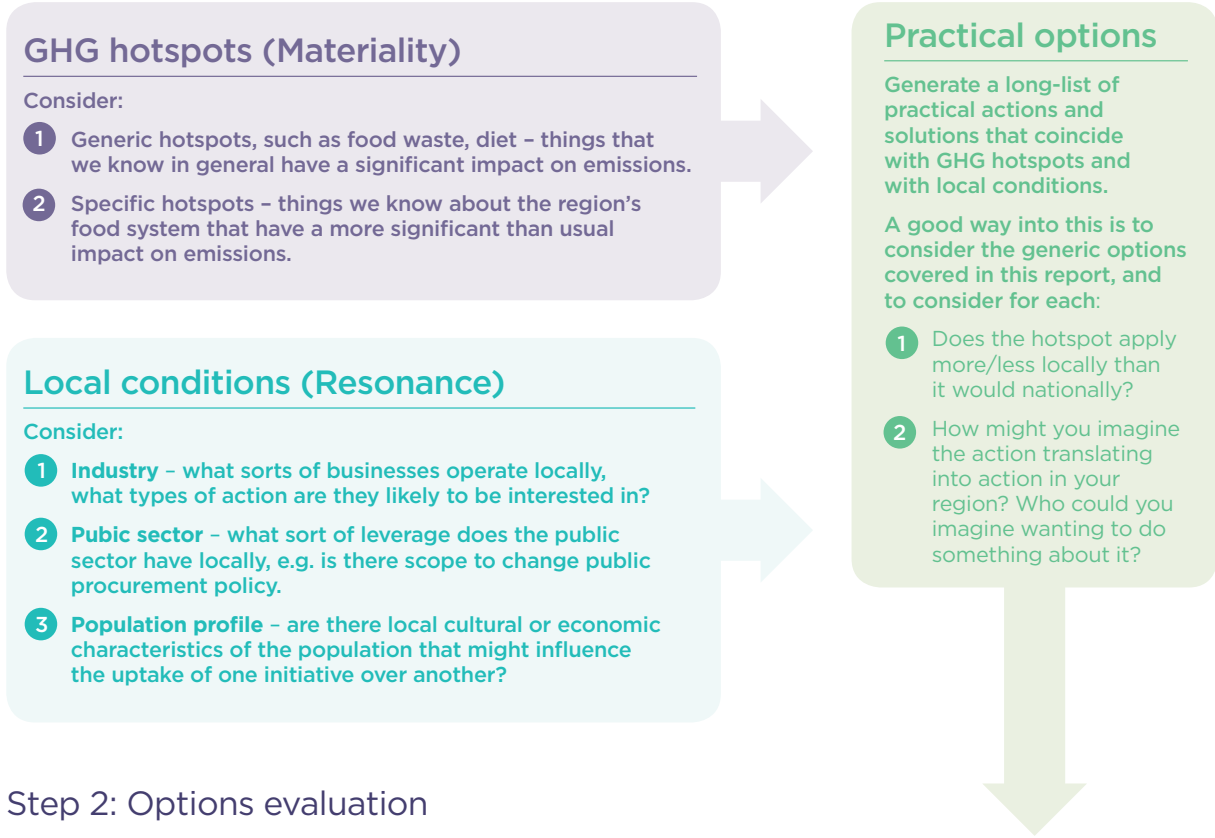 GHG hotspots (Materiality)
Consider:
1 Generic hotspots, such as food waste, diet – things that
we know in general have a significant impact on emissions.
2 Specific hotspots – things we know about the region's
food system that have a more significant than usual
impact on emissions.
Local conditions (Resonance)
Consider:
1 Industry – what sorts of businesses operate locally,
what types of action are they likely to be interested in?
2 Pubic sector – what sort of leverage does the public
sector have locally, e.g. is there scope to change public
procurement policy.
3 Population profile – are there local cultural or economic
characteristics of the population that might influence
the uptake of one initiative over another?
Practical options
Generate a long-list of
practical actions and
solutions that coincide
with GHG hotspots and
with local conditions.
A good way into this is to
consider the generic options
covered in this report, and
to consider for each:
1 Does the hotspot apply
more/less locally than
it would nationally?
2 How might you imagine
the action translating
into action in your
region? Who could you
imagine wanting to do
something about it?
Step 2: Options evaluation